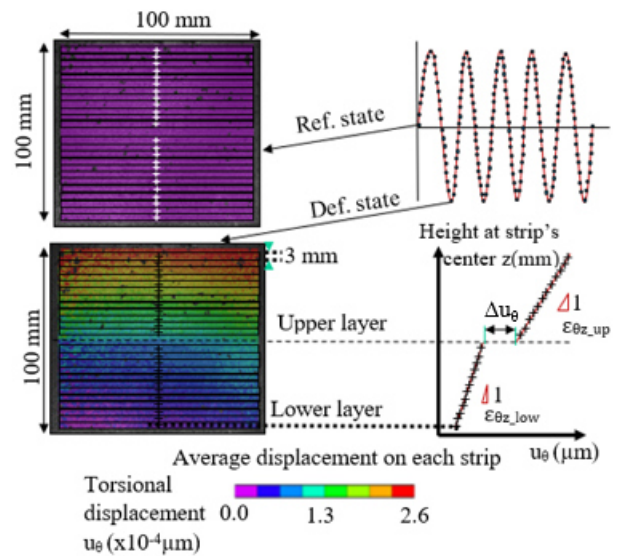 100 mm
100 mm
Ref. state
Def. state
Height at strip's
center z(mm)
3 mm
Δuθ
1
εθz_up
Upper layer
100 mm
1
εθz_low
Lower layer
uθ(μm)
Average displacement on each strip
Torsional
displacement
uθ (x10⁻⁴μm)
0.0 1.3 2.6